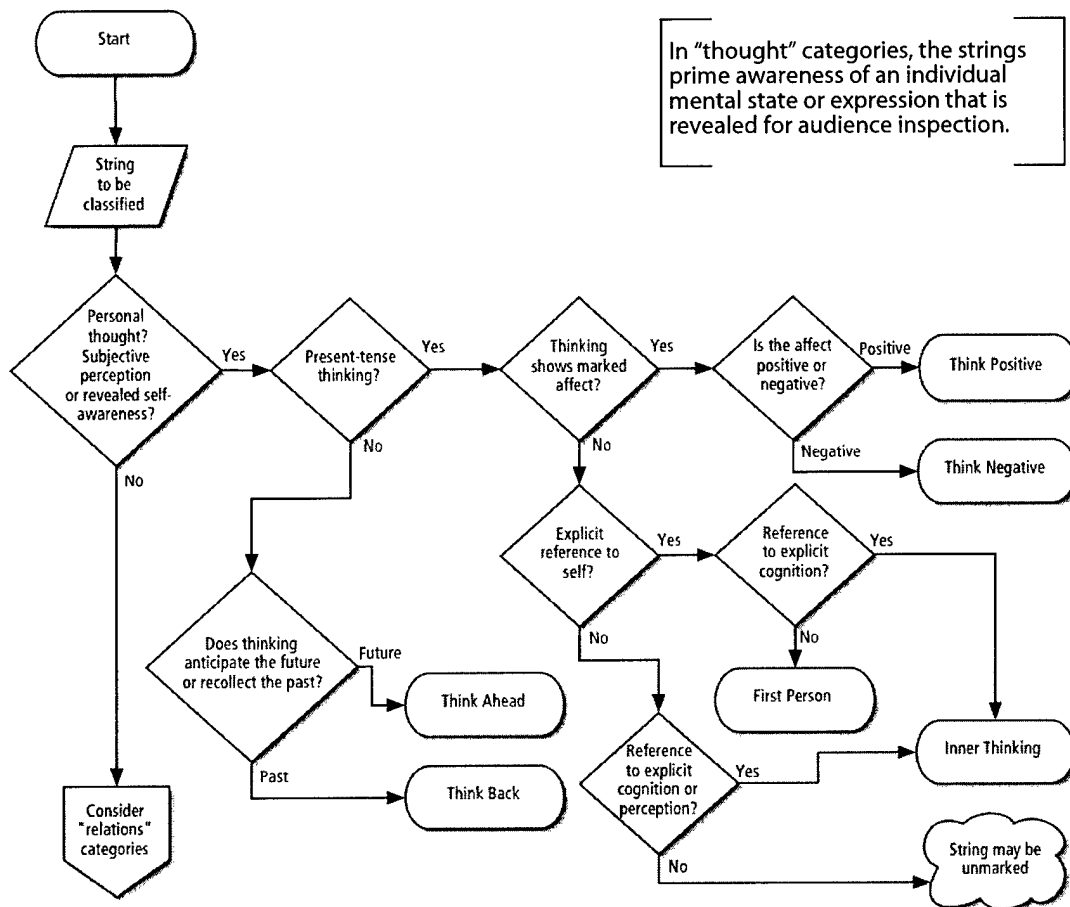 Start
In "thought" categories, the strings
prime awareness of an individual
mental state or expression that is
revealed for audience inspection.
String
to be
classified
Personal
thought?
Subjective
perception
or revealed self-
awareness?
Yes
No
Present-tense
thinking?
Yes
No
Thinking
shows marked
affect?
Yes
No
Is the affect
positive or
negative?
Positive
Negative
Think Positive
Think Negative
Explicit
reference to
self?
Yes
No
Reference
to explicit
cognition?
Yes
No
Does thinking
anticipate the future
or recollect the past?
Future
Past
Think Ahead
Think Back
First Person
Reference
to explicit
cognition or
perception?
Yes
No
Inner Thinking
String may be
unmarked
Consider
"relations"
categories